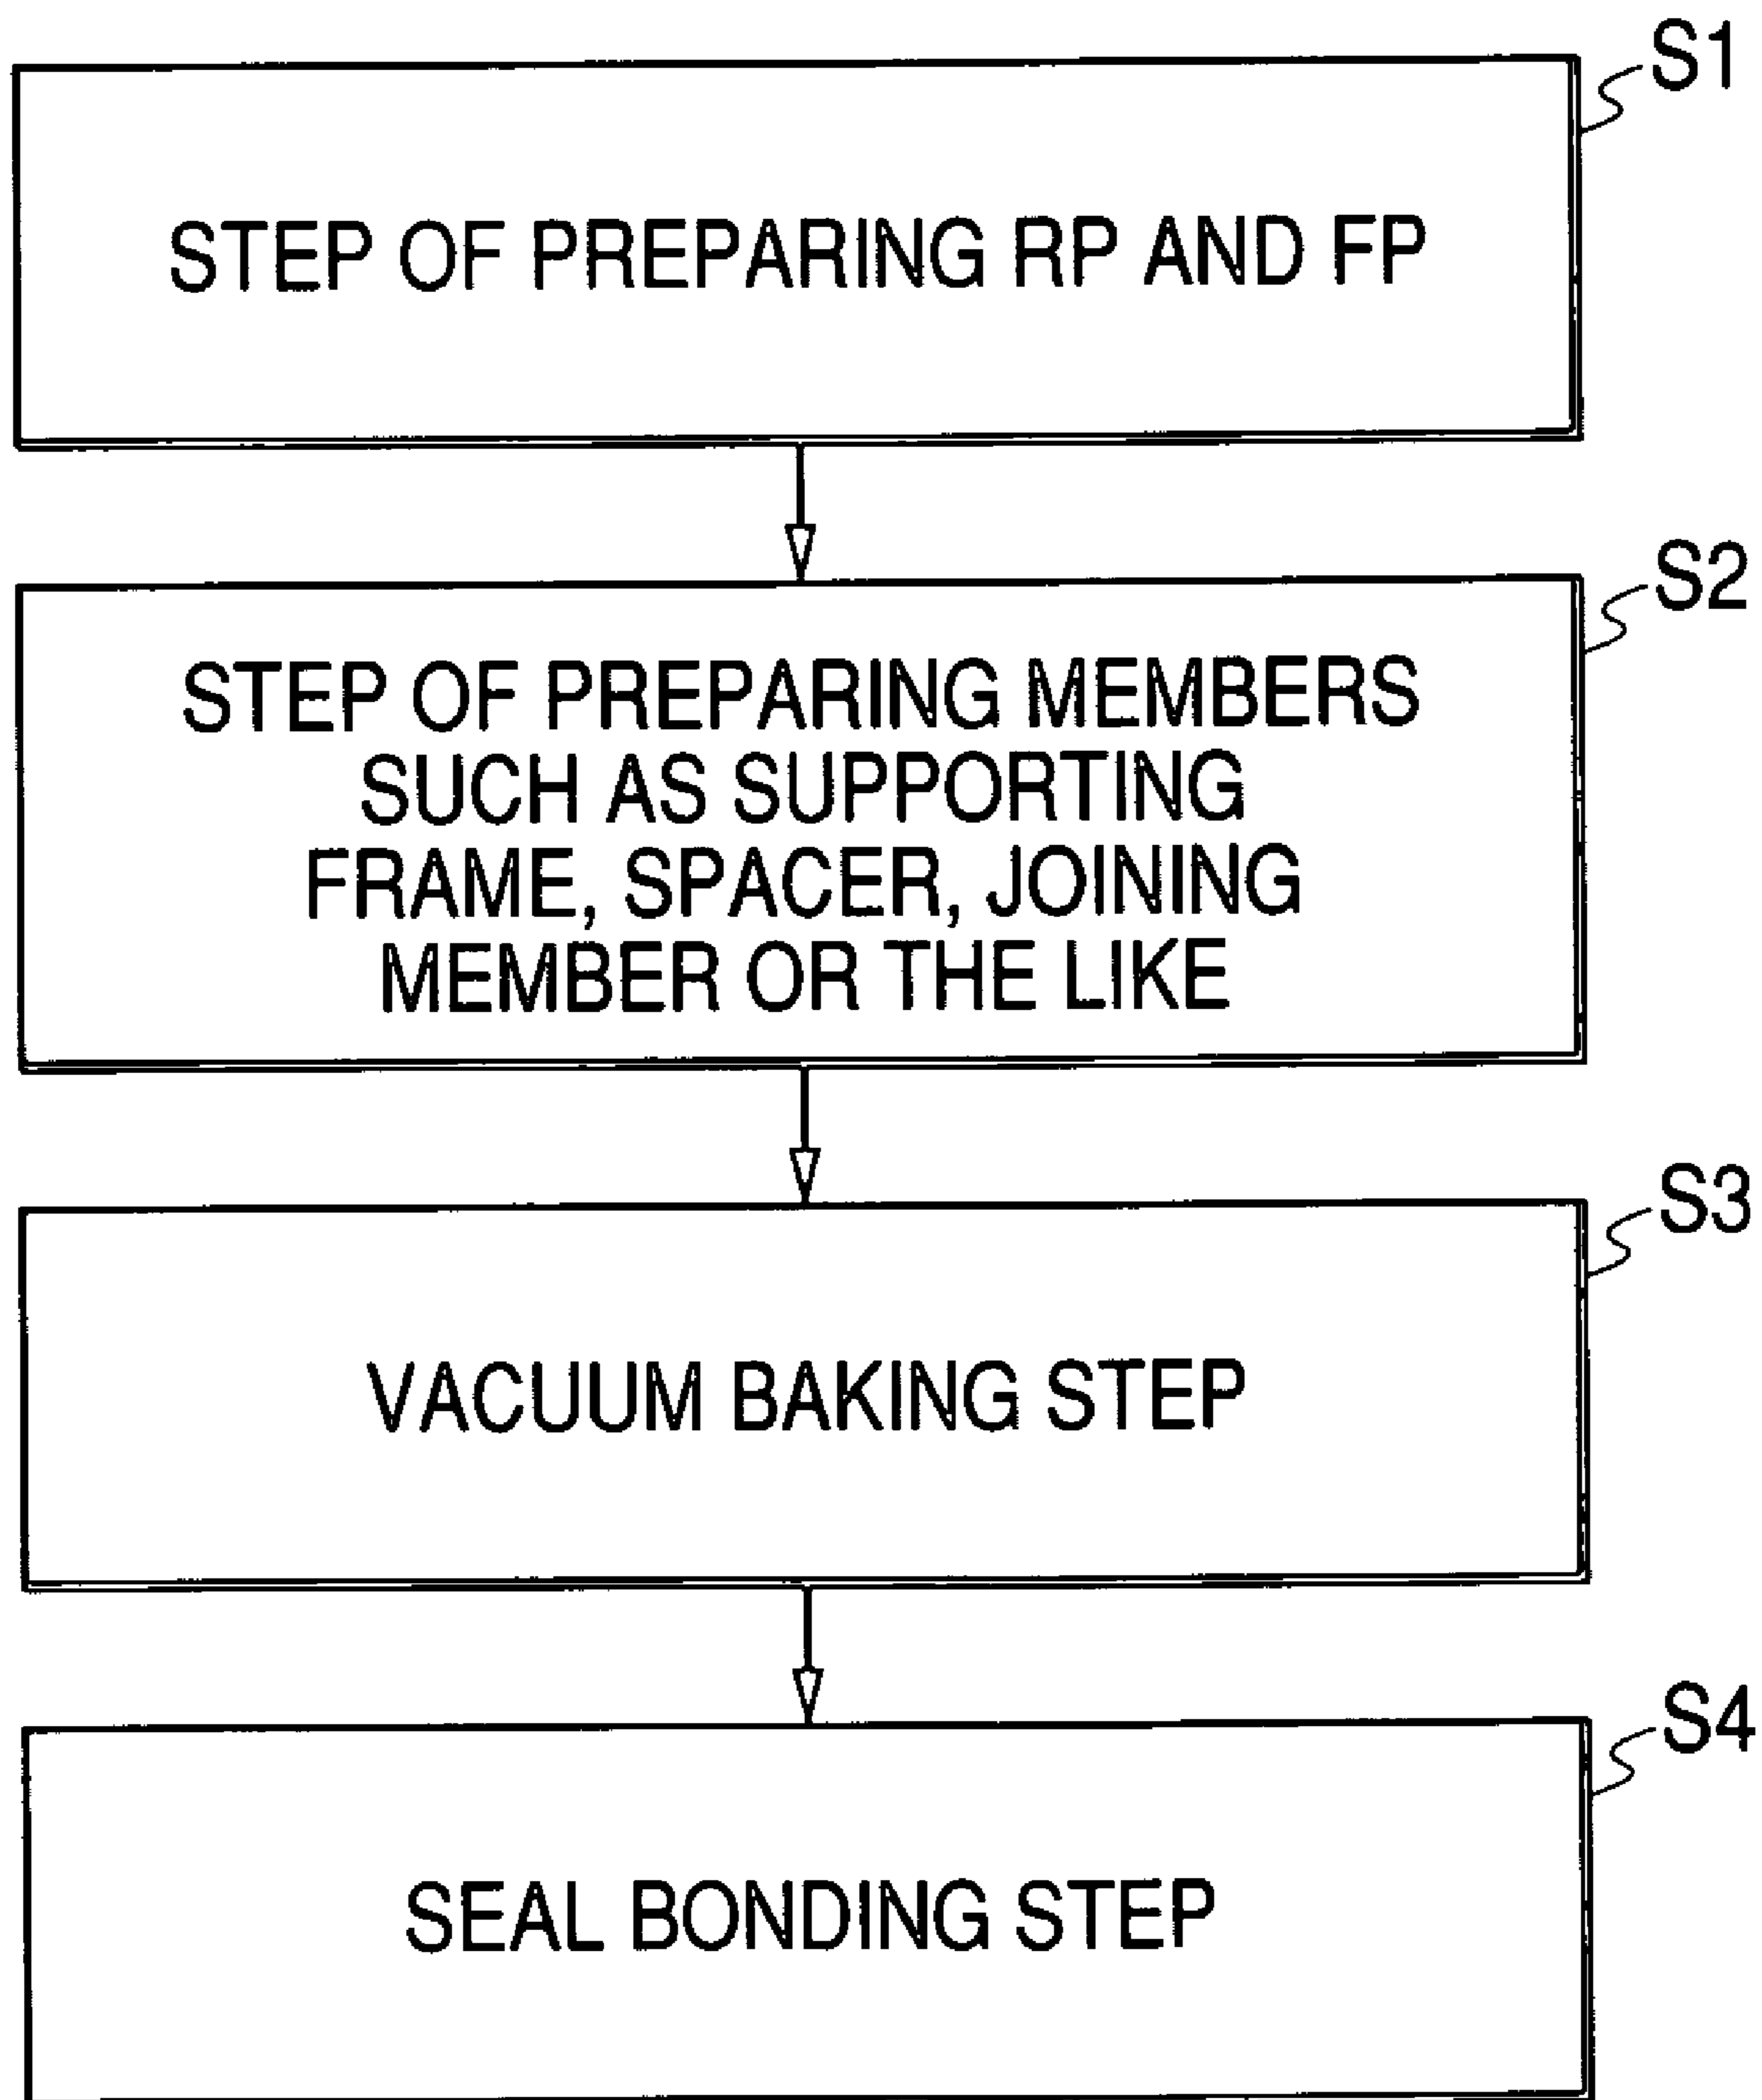 S1
STEP OF PREPARING RP AND FP
S2
STEP OF PREPARING MEMBERS
SUCH AS SUPPORTING
FRAME, SPACER, JOINING
MEMBER OR THE LIKE
S3
VACUUM BAKING STEP
S4
SEAL BONDING STEP